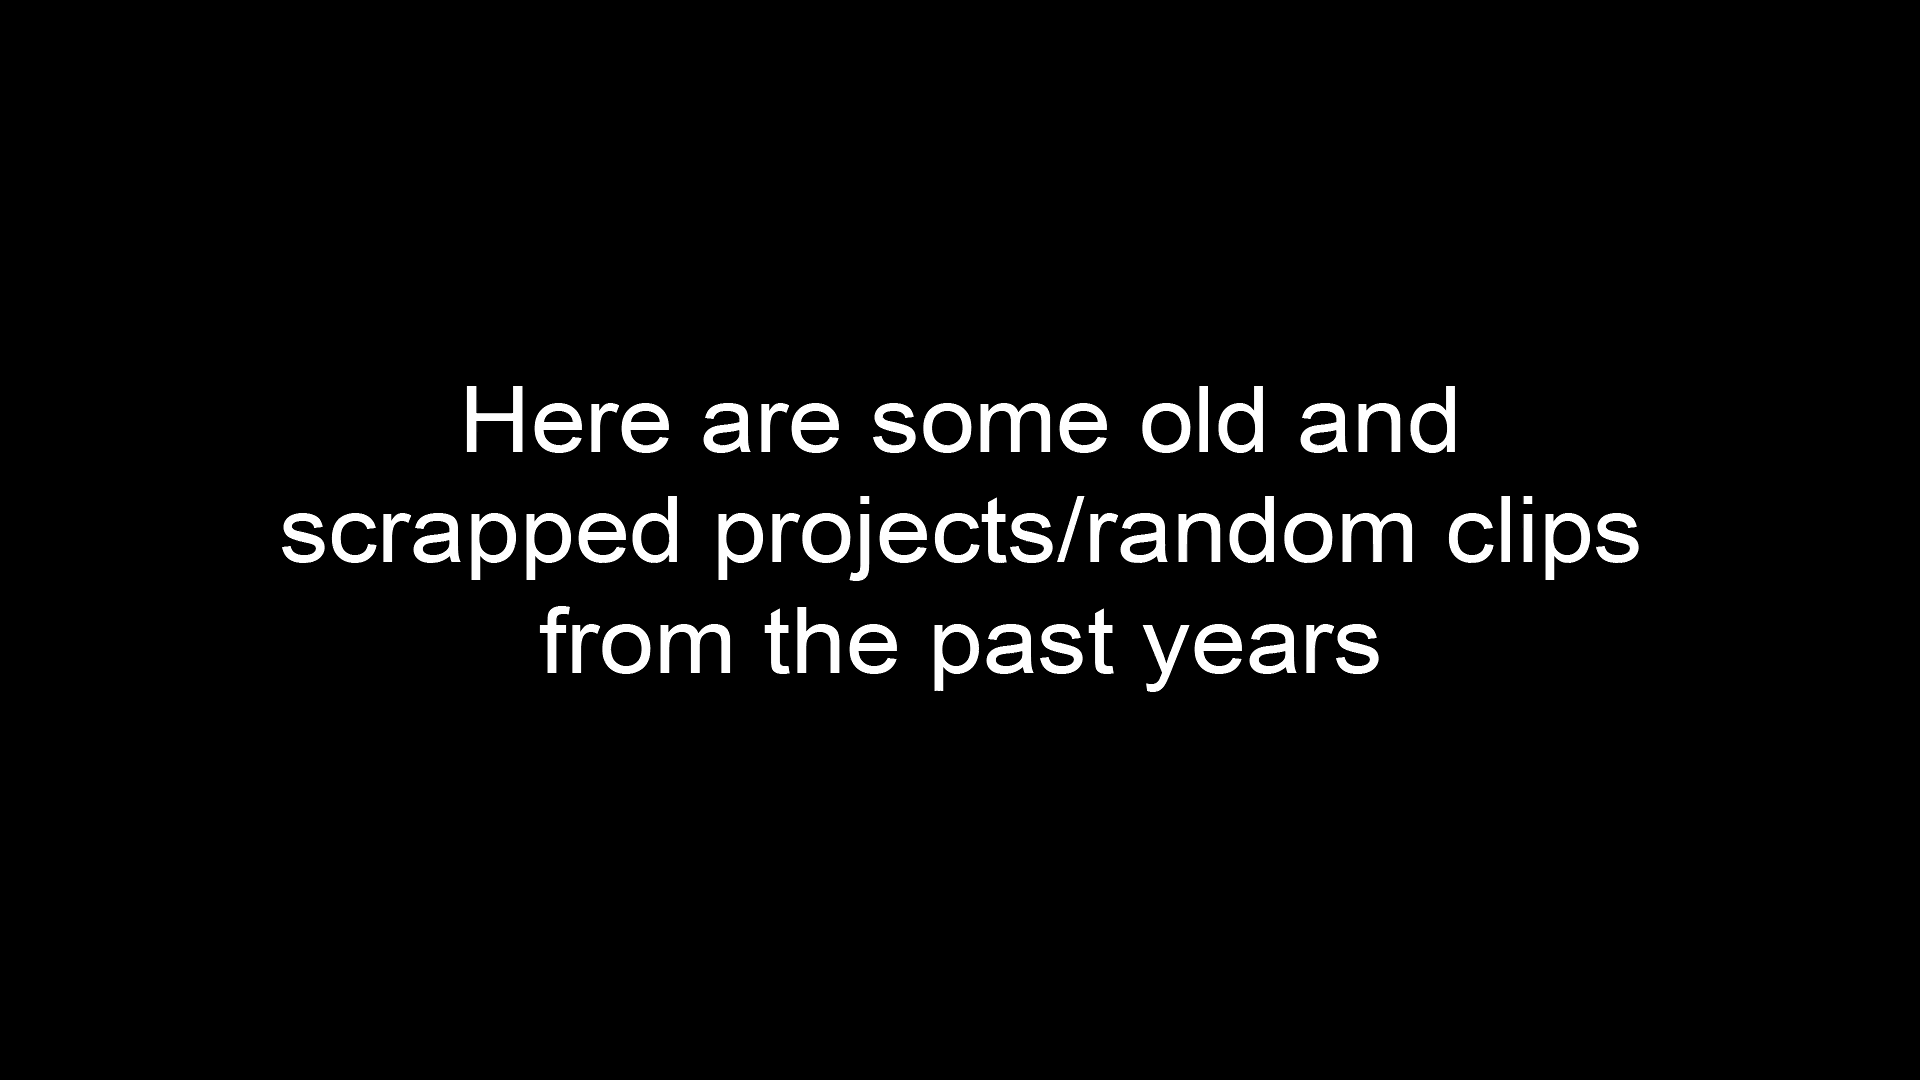 Here are some old and
scrapped projects/random clips
from the past years